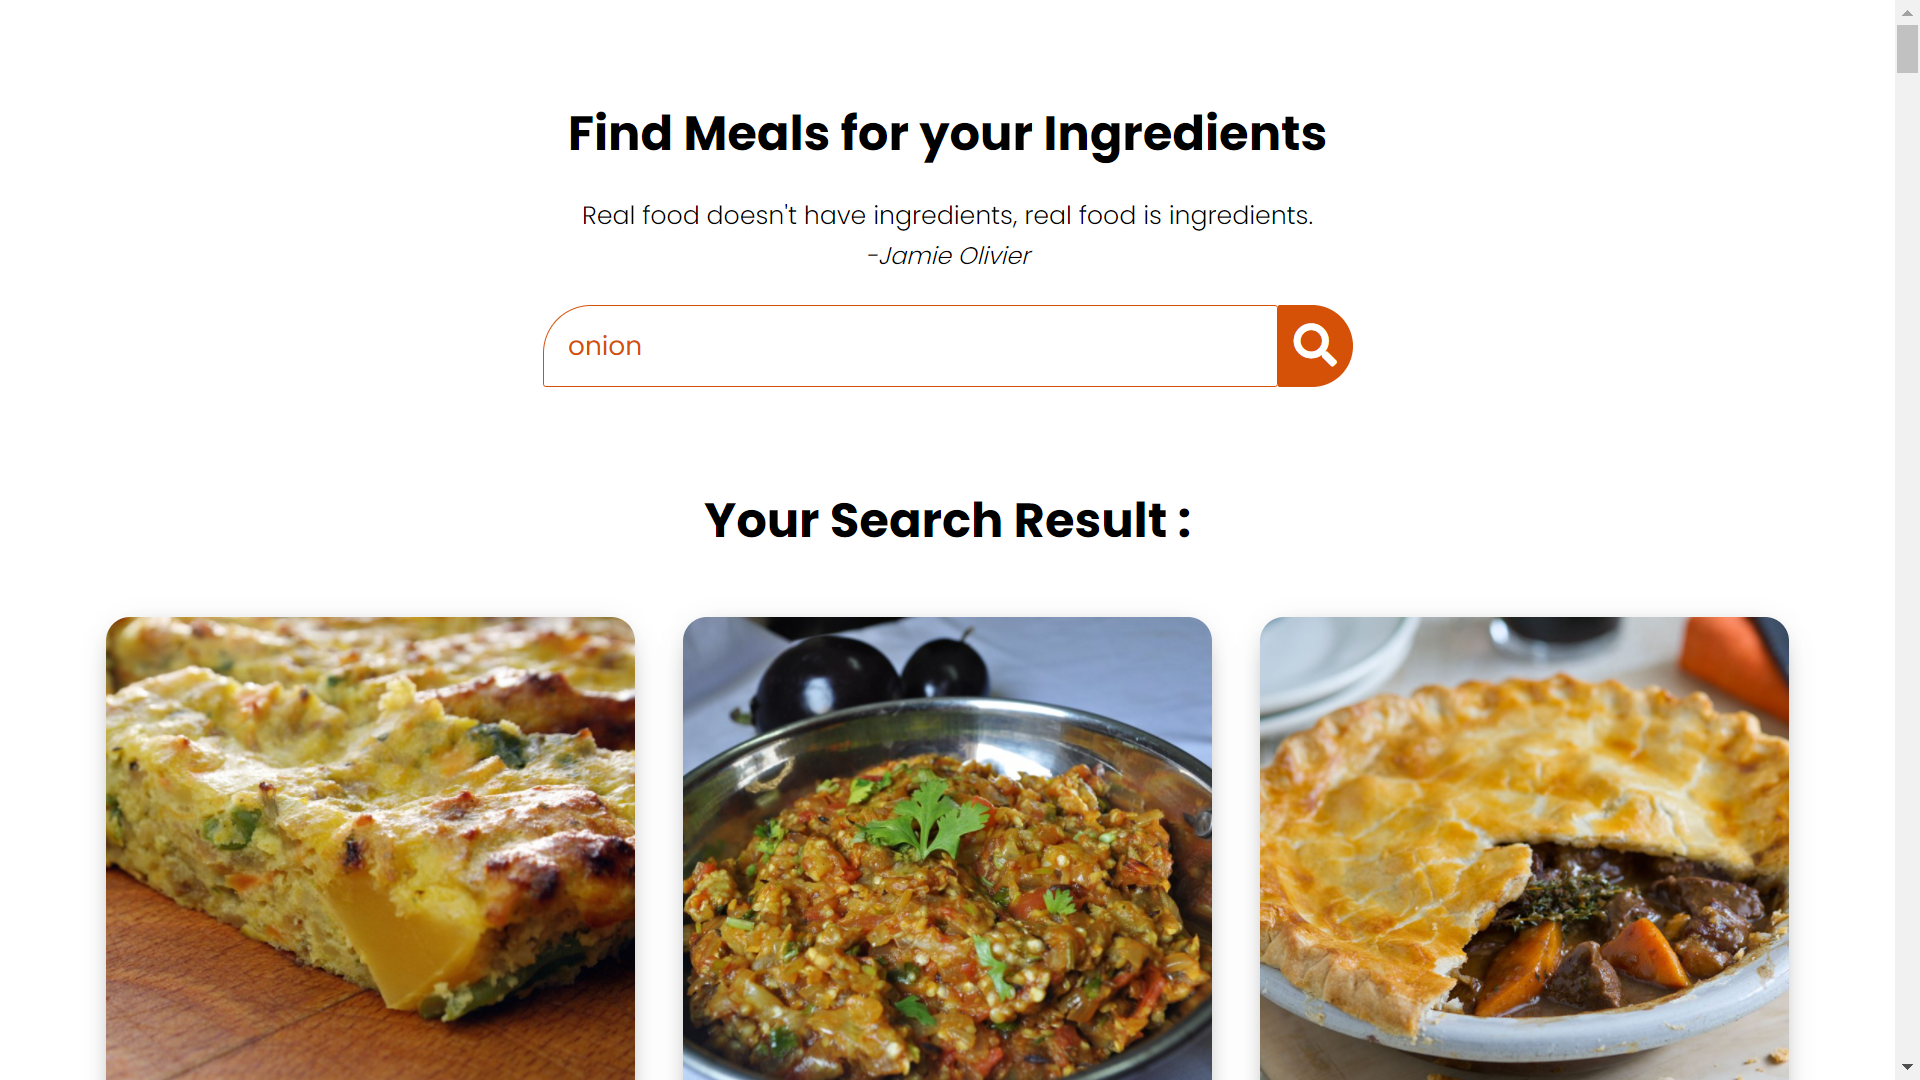 Find Meals for your Ingredients
Real food doesn't have ingredients, real food is ingredients.
-Jamie Olivier
onion
Your Search Result :